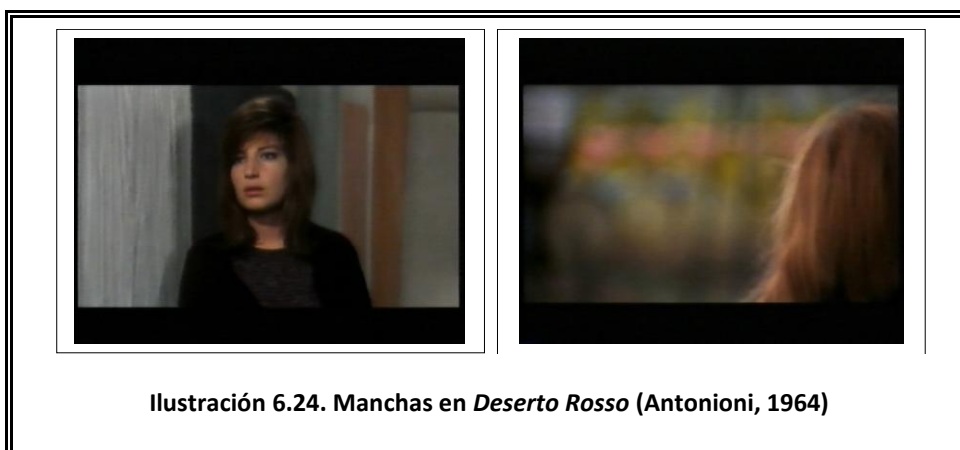 Ilustración 6.24. Manchas en Deserto Rosso (Antonioni, 1964)